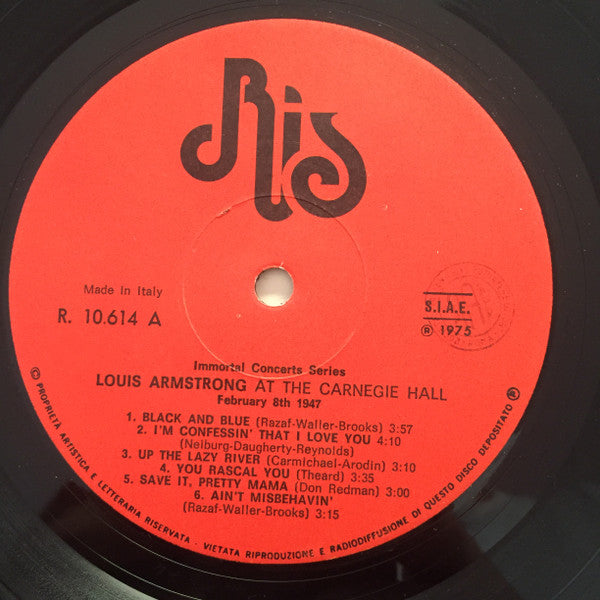 Ris
Made in Italy
R. 10.614 A
S.I.A.E.
Ⓟ 1975
Immortal Concerts Series
LOUIS ARMSTRONG AT THE CARNEGIE HALL
February 8th 1947
1. BLACK AND BLUE (Razaf-Waller-Brooks) 3:57
2. I'M CONFESSIN' THAT I LOVE YOU 4:10
(Nelburg-Daugherty-Reynolds)
3. UP THE LAZY RIVER (Carmichael-Arodin) 3:10
4. YOU RASCAL YOU (Theard) 3:35
5. SAVE IT, PRETTY MAMA (Don Redman) 3:00
6. AIN'T MISBEHAVIN'
(Razaf-Waller-Brooks) 3:15
© PROPRIETA ARTISTICA E LETTERARIA RISERVATA - VIETATA RIPRODUZIONE E RADIODIFFUSIONE DI QUESTO DISCO DEPOSITATO ®